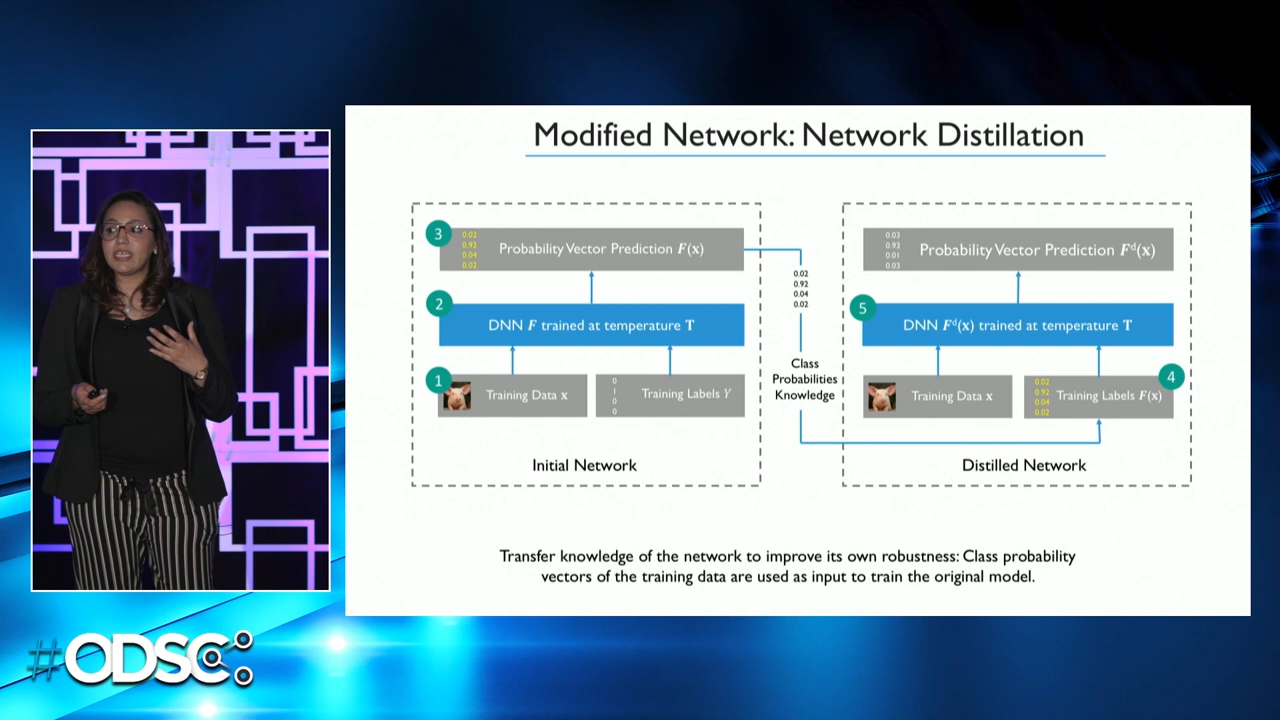 Modified Network: Network Distillation
3
0.02
0.92
0.04
0.02
Probability Vector Prediction F(x)
2
DNN F trained at temperature T
1
Training Data x
0
1
0
0
Training Labels Y
Initial Network
0.02
0.92
0.04
0.02
Class
Probabilities
Knowledge
0.03
0.93
0.01
0.03
Probability Vector Prediction Fᵈ(x)
5
DNN Fᵈ(x) trained at temperature T
Training Data x
4
0.02
0.92
0.04
0.02
Training Labels F(x)
Distilled Network
Transfer knowledge of the network to improve its own robustness: Class probability
vectors of the training data are used as input to train the original model.
#ODSC